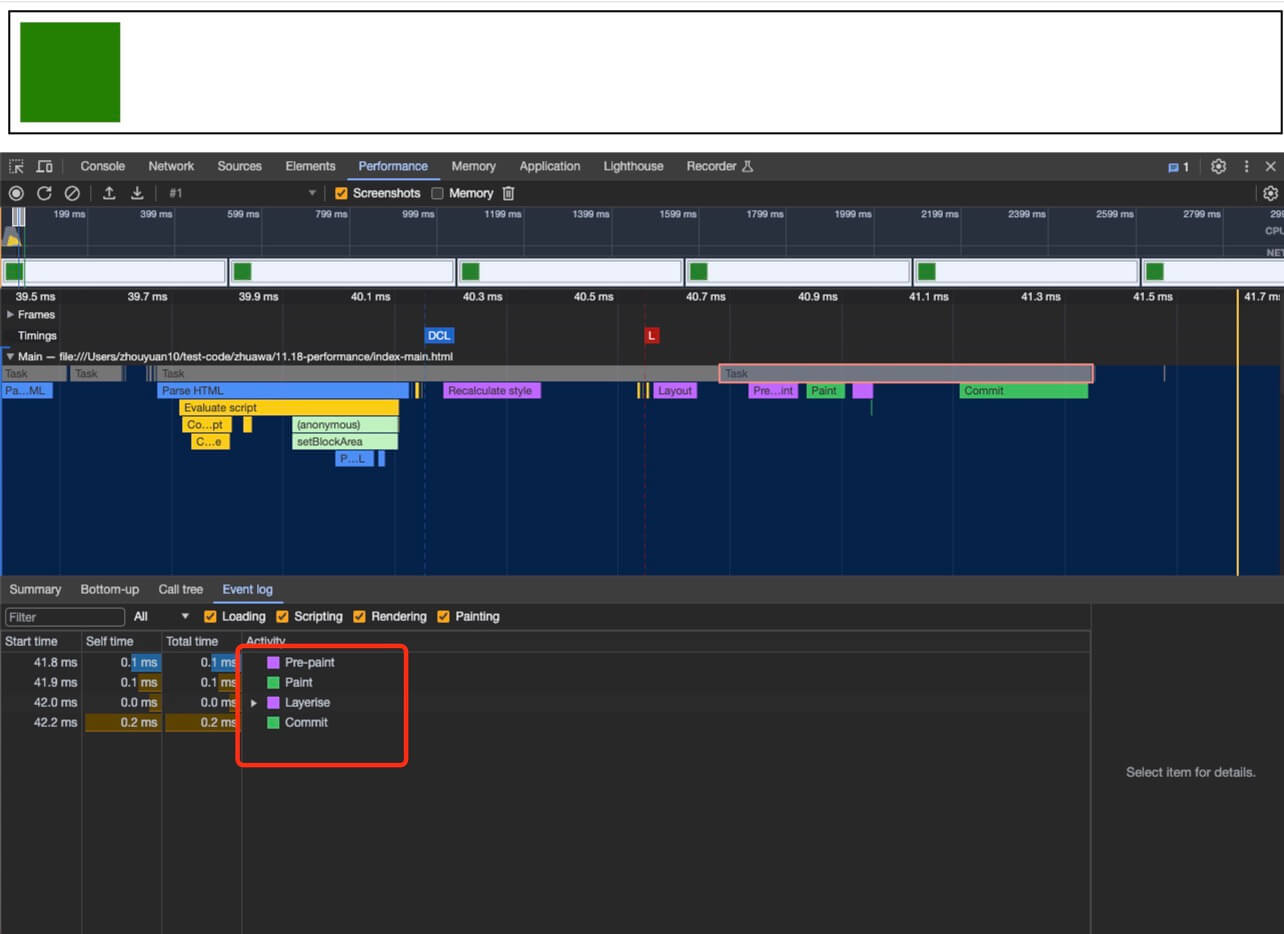 Console Network Sources Elements Performance Memory Application Lighthouse Recorder 1
#1 Screenshots Memory
199 ms 399 ms 599 ms 799 ms 999 ms 1199 ms 1399 ms 1599 ms 1799 ms 1999 ms 2199 ms 2399 ms 2599 ms 2799 ms 299
CPU
NET
39.5 ms 39.7 ms 39.9 ms 40.1 ms 40.3 ms 40.5 ms 40.7 ms 40.9 ms 41.1 ms 41.3 ms 41.5 ms 41.7 m
Frames
Timings DCL L
Main — file:///Users/zhouyuan10/test-code/zhuawa/11.18-performance/index-main.html
Task Task Task Task
Pa...ML Parse HTML Recalculate style Layout Pre...int Paint Commit
Evaluate script
Co...pt (anonymous)
C...e setBlockArea
P...L
Summary Bottom-up Call tree Event log
Filter All Loading Scripting Rendering Painting
Start time Self time Total time Activity
41.8 ms 0.1 ms 0.1 ms Pre-paint
41.9 ms 0.1 ms 0.1 ms Paint
42.0 ms 0.0 ms 0.0 ms Layerise
42.2 ms 0.2 ms 0.2 ms Commit
Select item for details.